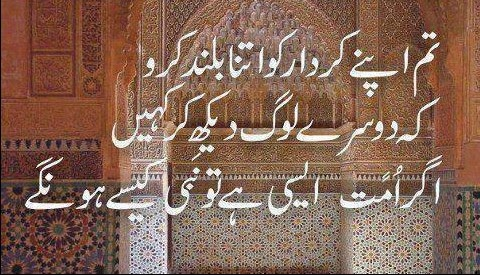 تم اپنے کردار کو اتنا بلند کرو
کہ دوسرے لوگ دیکھ کر کہیں
اگر اُمّت ایسی ہے تو نبی کیسے ہونگے